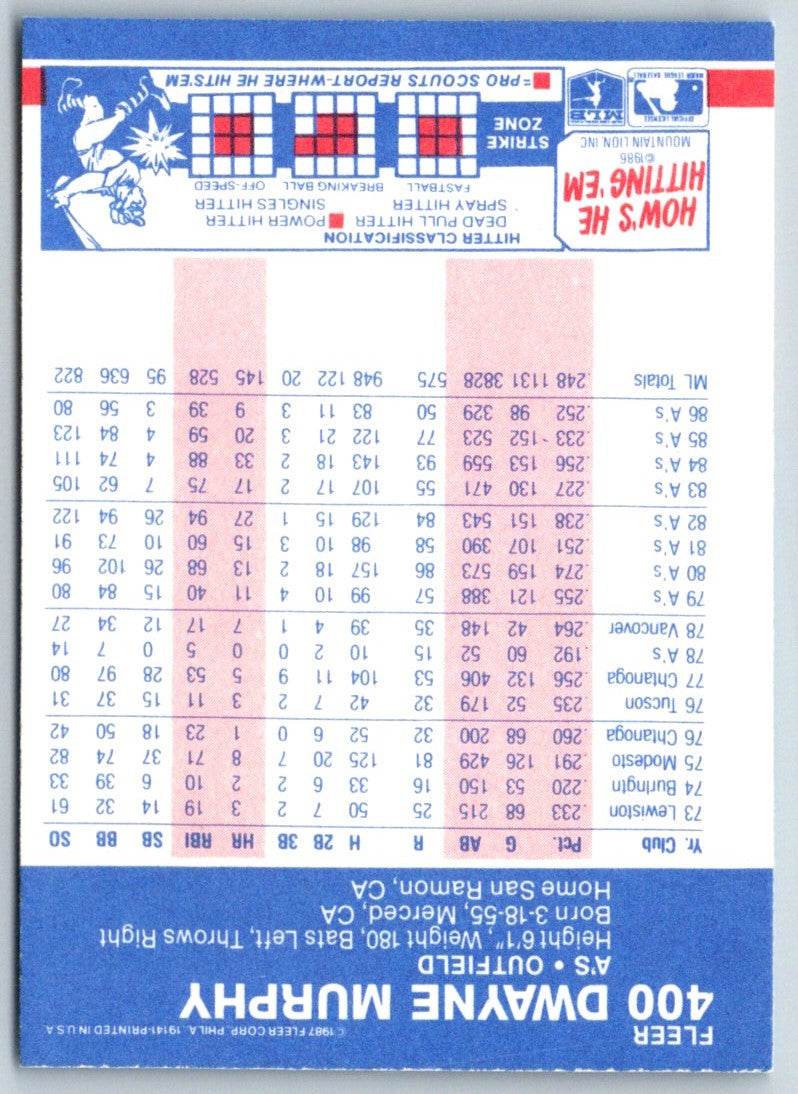 FLEER ©1987 FLEER CORP. PHILA. 19141-PRINTED IN U.S.A
400 DWAYNE MURPHY
A'S • OUTFIELD
Height 6'1", Weight 180, Bats Left, Throws Right
Born 3-18-55, Merced, CA
Home San Ramon, CA
Yr. Club Pct. G AB R H 2B 3B HR RBI SB BB SO
73 Lewiston .233 68 215 25 50 7 2 3 19 14 32 61
74 Burlingtn .220 53 150 16 33 6 2 2 10 6 39 33
75 Modesto .291 126 429 81 125 20 7 8 71 37 74 82
76 Chtanoga .260 68 200 32 52 6 0 1 23 18 50 42
76 Tucson .235 52 179 32 42 7 2 3 11 15 37 31
77 Chtanoga .256 132 406 53 104 11 9 5 53 28 97 80
78 A's .192 60 52 15 10 2 0 0 5 0 7 14
78 Vancover .264 42 148 35 39 4 1 7 17 12 34 27
79 A's .255 121 388 57 99 10 4 11 40 15 84 80
80 A's .274 159 573 86 157 18 2 13 68 26 102 96
81 A's .251 107 390 58 98 10 3 15 60 10 73 91
82 A's .238 151 543 84 129 15 1 27 94 26 94 122
83 A's .227 130 471 55 107 17 2 17 75 7 62 105
84 A's .256 153 559 93 143 18 2 33 88 4 74 111
85 A's .233 152 523 77 122 21 3 20 59 4 84 123
86 A's .252 98 329 50 83 11 3 9 39 3 56 80
ML Totals .248 1131 3828 575 948 122 20 145 528 95 636 822
HOW'S HE
HITTING 'EM
©1986
MOUNTAIN LION INC
OFFICIAL LICENSEE
MAJOR LEAGUE BASEBALL
MLB
HITTER CLASSIFICATION
DEAD PULL HITTER POWER HITTER
SPRAY HITTER SINGLES HITTER
FASTBALL BREAKING BALL OFF-SPEED
STRIKE
ZONE
=PRO SCOUTS REPORT-WHERE HE HITS'EM